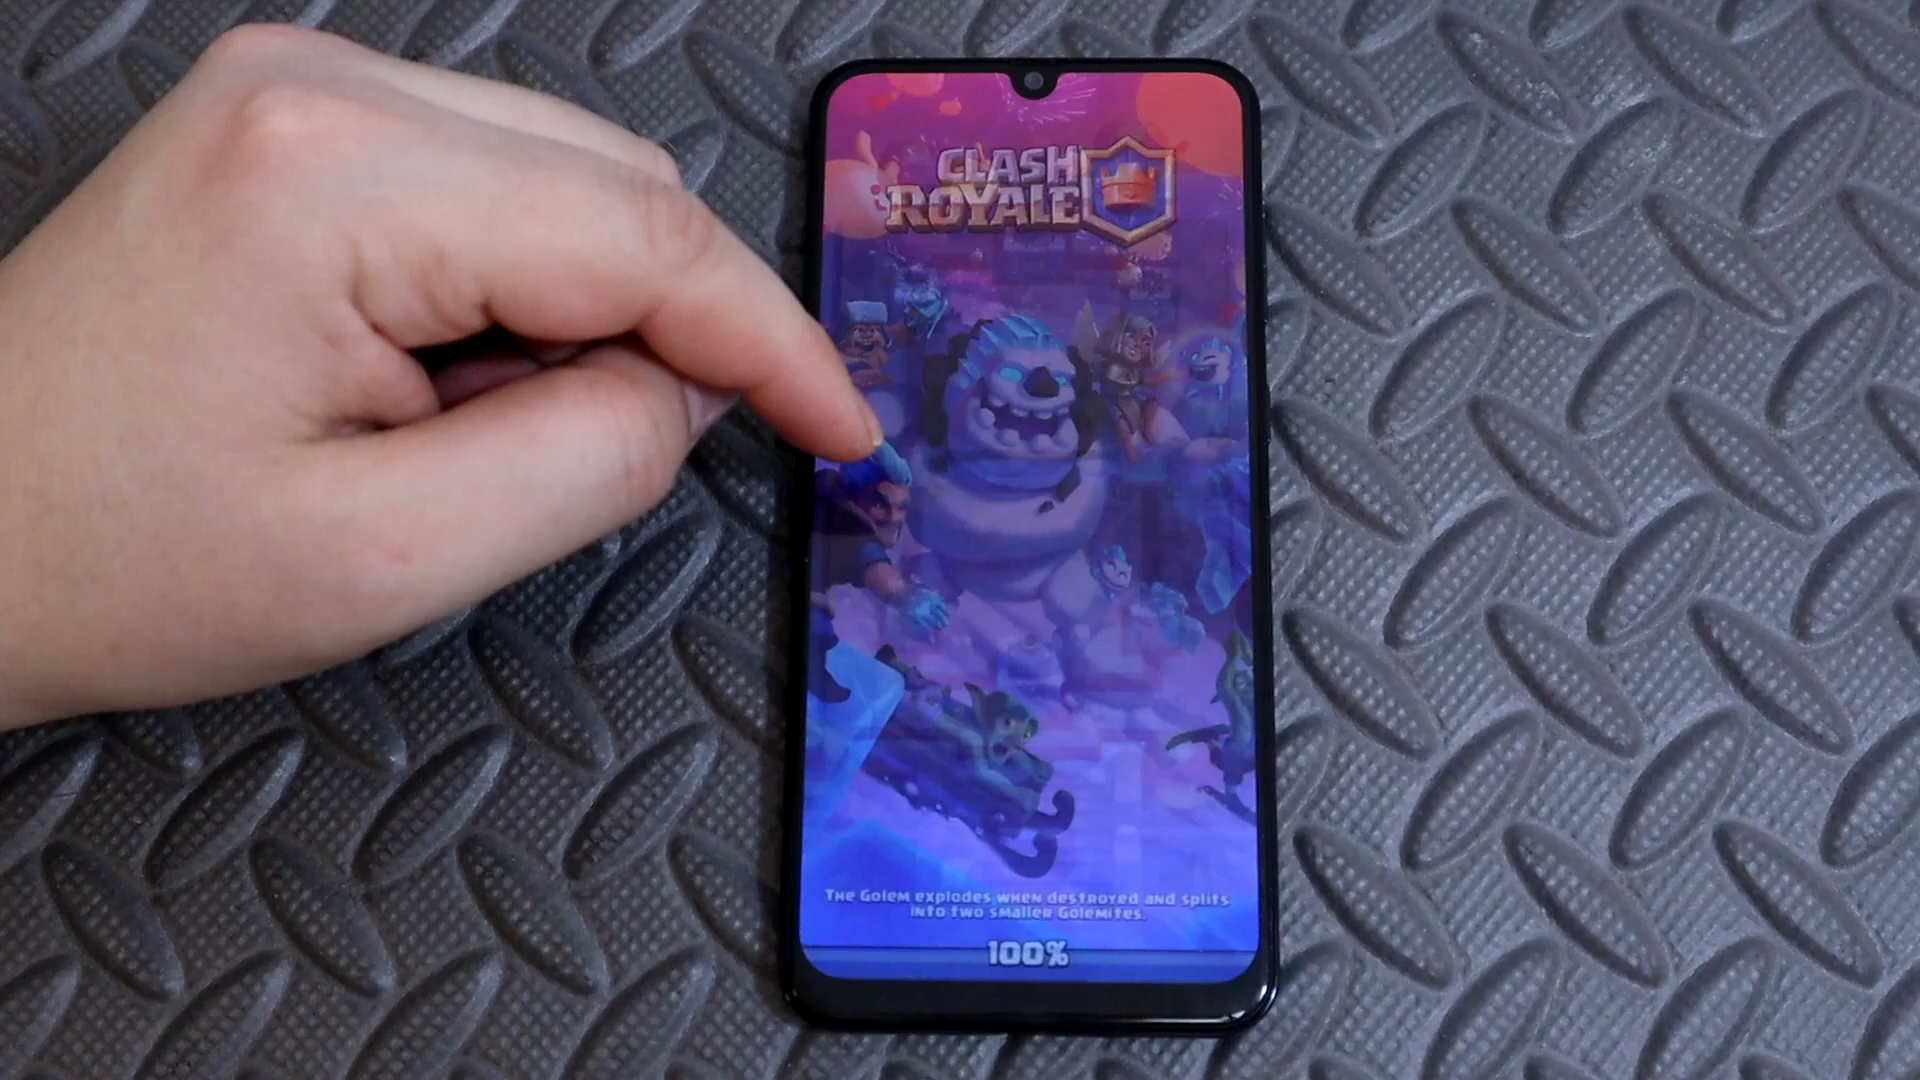 CLASH
ROYALE
The Golem explodes when destroyed and splits
into two smaller Golemites.
100%